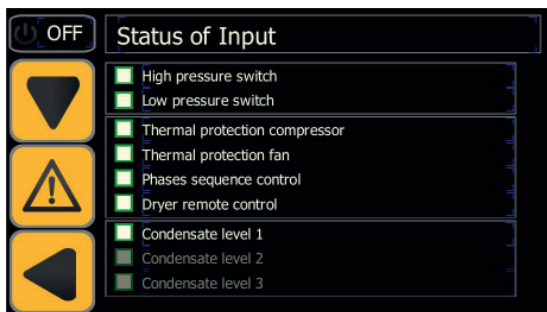 OFF
Status of Input
High pressure switch
Low pressure switch
Thermal protection compressor
Thermal protection fan
Phases sequence control
Dryer remote control
Condensate level 1
Condensate level 2
Condensate level 3